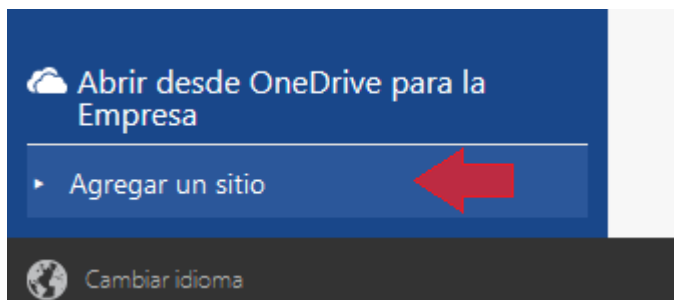 Abrir desde OneDrive para la
Empresa
Agregar un sitio
Cambiar idioma